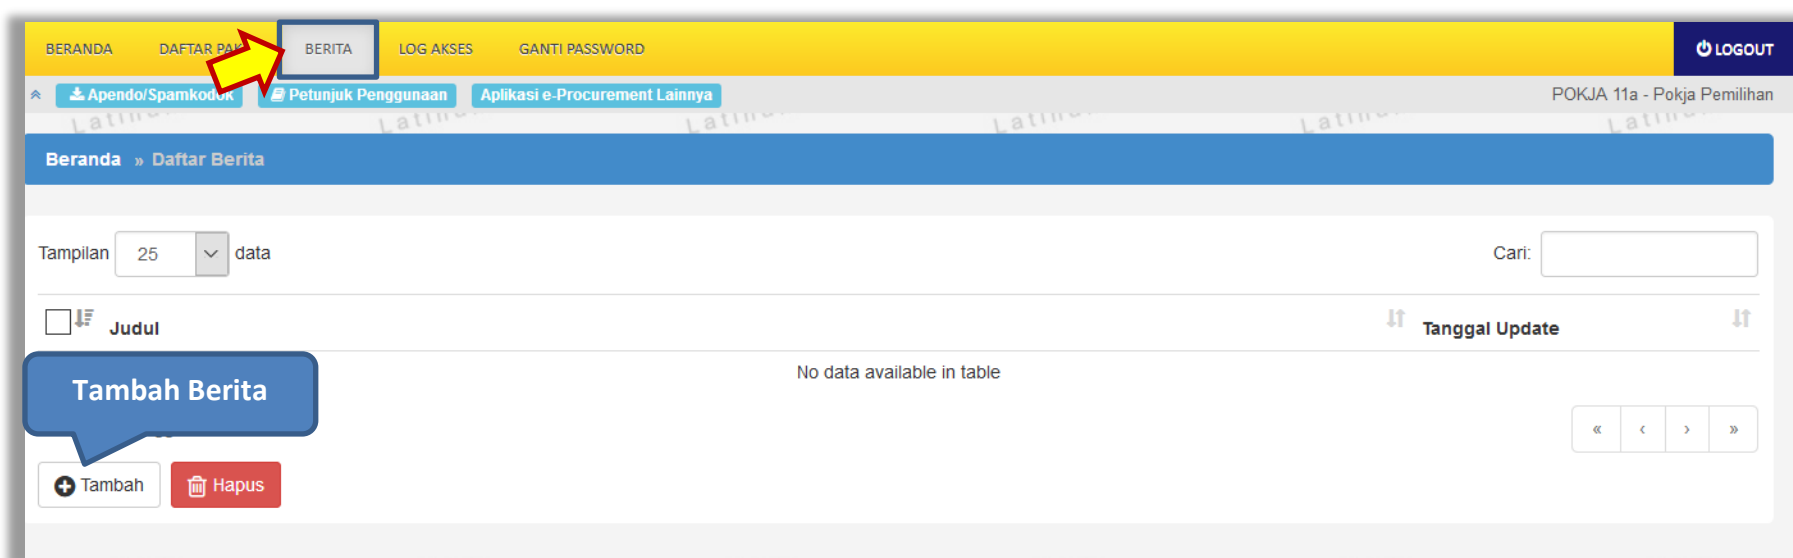 BERANDA DAFTAR PAK BERITA LOG AKSES GANTI PASSWORD LOGOUT
Apendo/Spamkodok Petunjuk Penggunaan Aplikasi e-Procurement Lainnya POKJA 11a - Pokja Pemilihan
Beranda » Daftar Berita
Tampilan 25 data Cari:
Judul Tanggal Update
No data available in table
Tambah Berita
« ‹ › »
Tambah Hapus